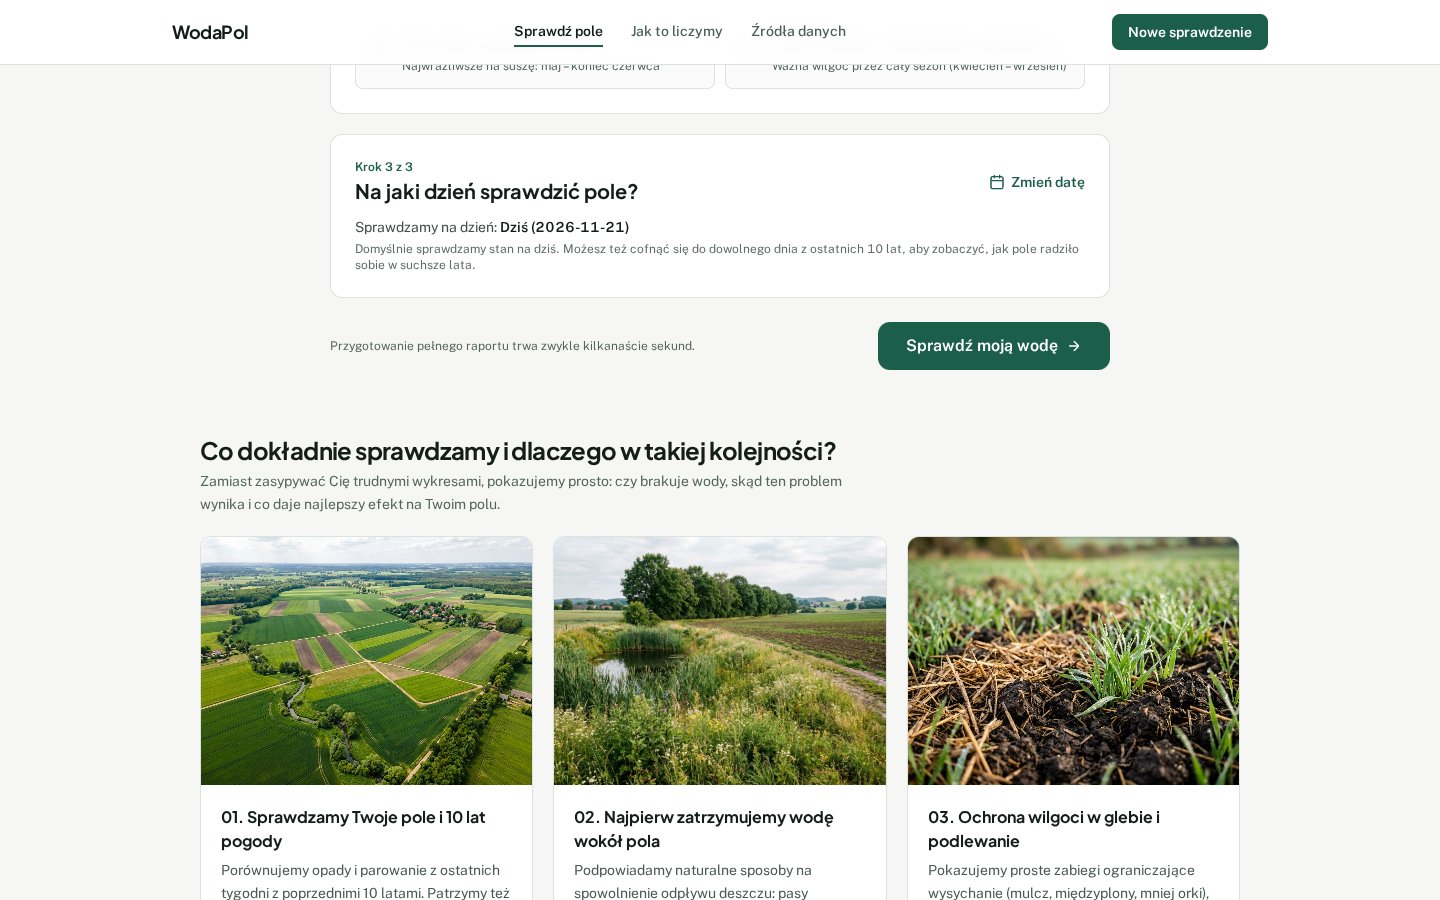 WodaPol
Sprawdź pole
Jak to liczymy
Źródła danych
Nowe sprawdzenie
Najwrażliwsze na suszę: maj – koniec czerwca
Ważna wilgoć przez cały sezon (kwiecień – wrzesień)
Krok 3 z 3
Na jaki dzień sprawdzić pole?
Zmień datę
Sprawdzamy na dzień: Dziś (2026-11-21)
Domyślnie sprawdzamy stan na dziś. Możesz też cofnąć się do dowolnego dnia z ostatnich 10 lat, aby zobaczyć, jak pole radziło
sobie w suchsze lata.
Przygotowanie pełnego raportu trwa zwykle kilkanaście sekund.
Sprawdź moją wodę →
Co dokładnie sprawdzamy i dlaczego w takiej kolejności?
Zamiast zasypywać Cię trudnymi wykresami, pokazujemy prosto: czy brakuje wody, skąd ten problem
wynika i co daje najlepszy efekt na Twoim polu.
01. Sprawdzamy Twoje pole i 10 lat
pogody
Porównujemy opady i parowanie z ostatnich
tygodni z poprzednimi 10 latami. Patrzymy też
02. Najpierw zatrzymujemy wodę
wokół pola
Podpowiadamy naturalne sposoby na
spowolnienie odpływu deszczu: pasy
03. Ochrona wilgoci w glebie i
podlewanie
Pokazujemy proste zabiegi ograniczające
wysychanie (mulcz, międzyplony, mniej orki),